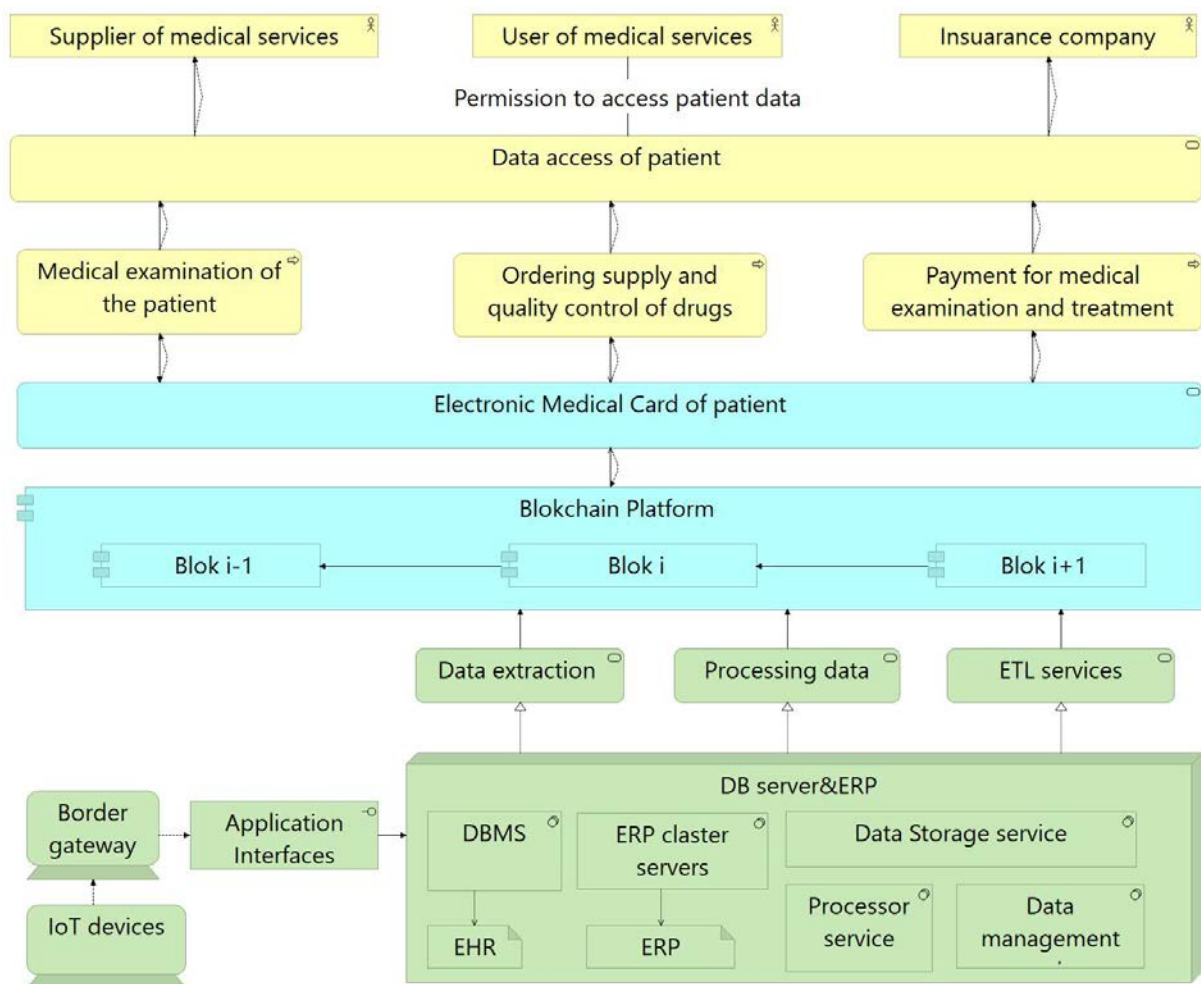 Supplier of medical services
User of medical services
Insuarance company
Permission to access patient data
Data access of patient
Medical examination of
the patient
Ordering supply and
quality control of drugs
Payment for medical
examination and treatment
Electronic Medical Card of patient
Blokchain Platform
Blok i-1
Blok i
Blok i+1
Data extraction
Processing data
ETL services
DB server&ERP
Border
gateway
Application
Interfaces
DBMS
ERP claster
servers
Data Storage service
IoT devices
EHR
ERP
Processor
service
Data
management